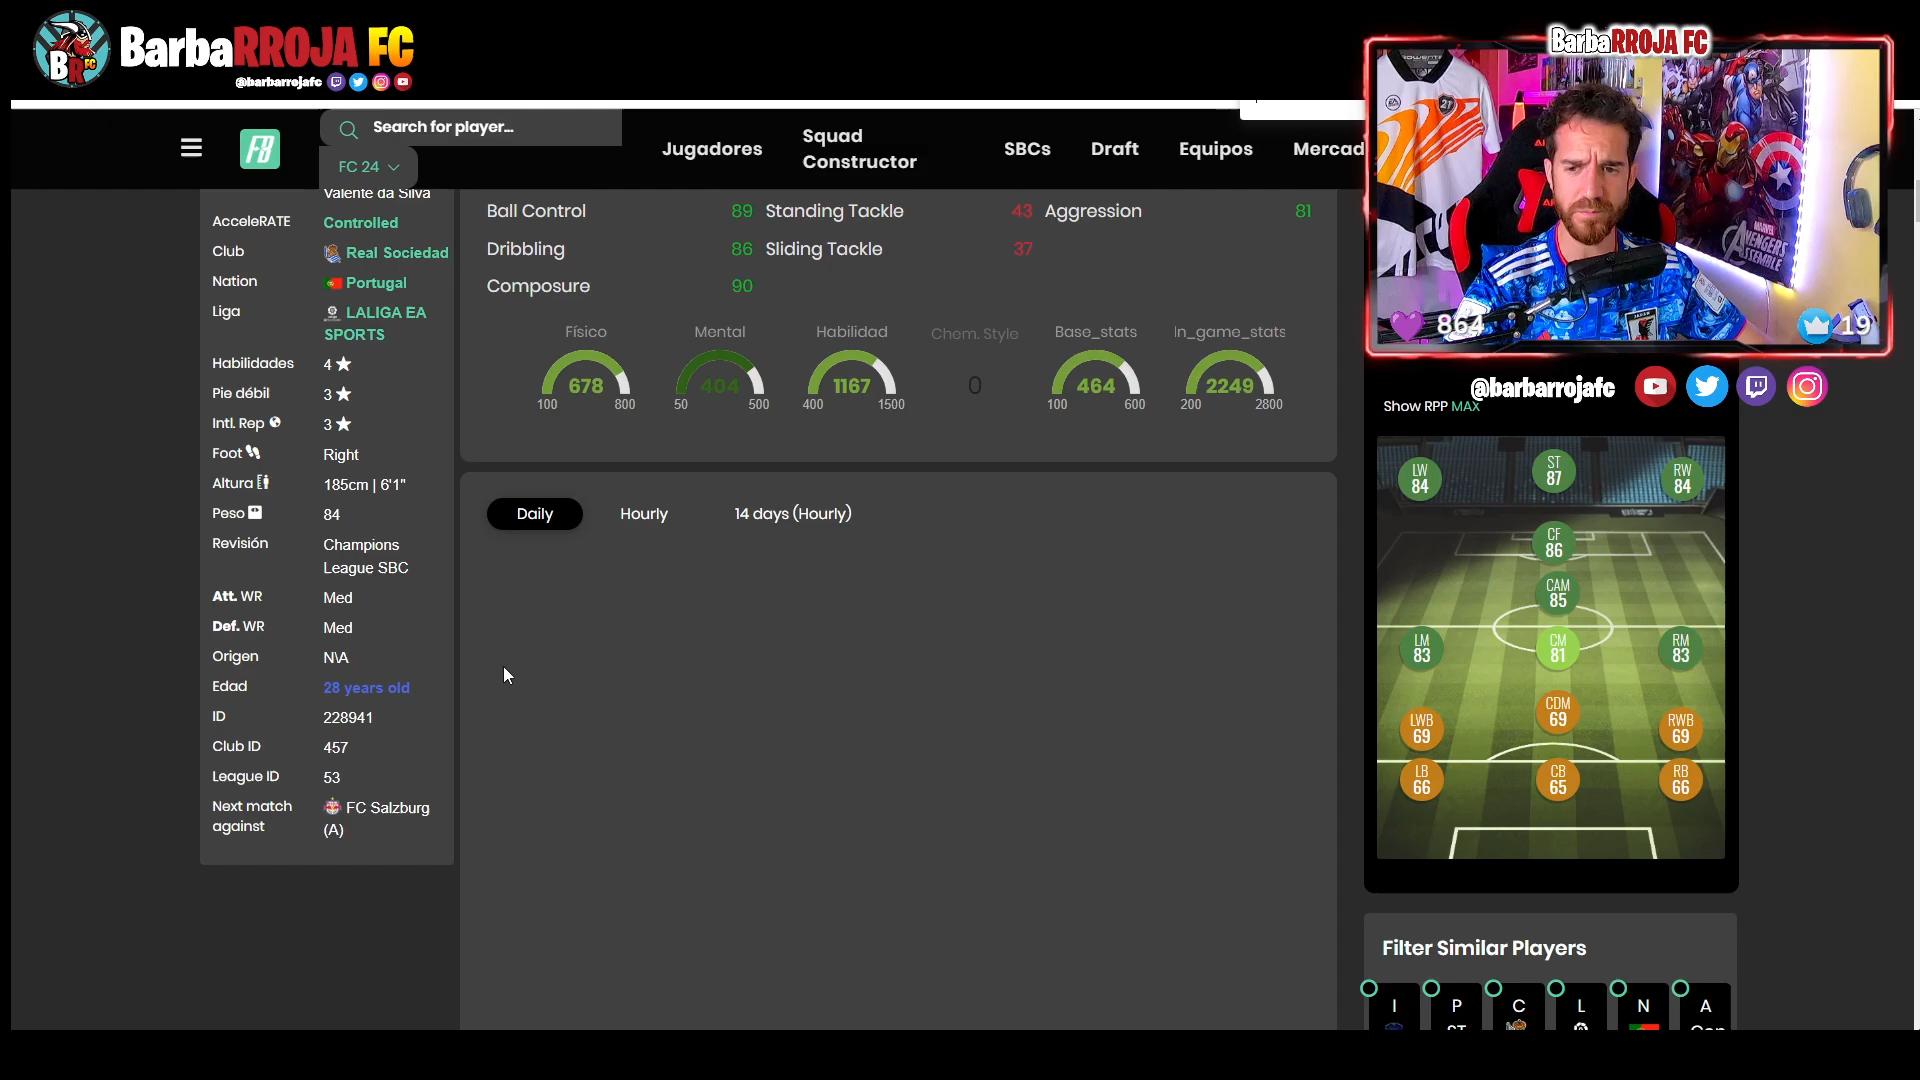 BarbaRROJA FC
@barbarrojafc
BR FC
F8
Search for player...
FC 24
Jugadores
Squad Constructor
SBCs
Draft
Equipos
Mercad
Valente da Silva
AcceleRATE Controlled
Club Real Sociedad
Nation Portugal
Liga LALIGA EA SPORTS
Habilidades 4
Pie débil 3
Intl. Rep 3
Foot Right
Altura 185cm | 6'1"
Peso 84
Revisión Champions League SBC
Att. WR Med
Def. WR Med
Origen N\A
Edad 28 years old
ID 228941
Club ID 457
League ID 53
Next match against FC Salzburg (A)
Ball Control 89 Standing Tackle 43 Aggression 81
Dribbling 86 Sliding Tackle 37
Composure 90
Físico Mental Habilidad Chem. Style Base_stats In_game_stats
678 404 1167 0 464 2249
100 800 50 500 400 1500 100 600 200 2800
Daily Hourly 14 days (Hourly)
BarbaRROJA FC
MARVEL
AVENGERS
ASSEMBLE
864
19
@barbarrojafc
Show RPP MAX
LW 84
ST 87
RW 84
CF 86
CAM 85
LM 83
CM 81
RM 83
CDM 69
LWB 69
RWB 69
LB 66
CB 65
RB 66
Filter Similar Players
I P C L N A
ST